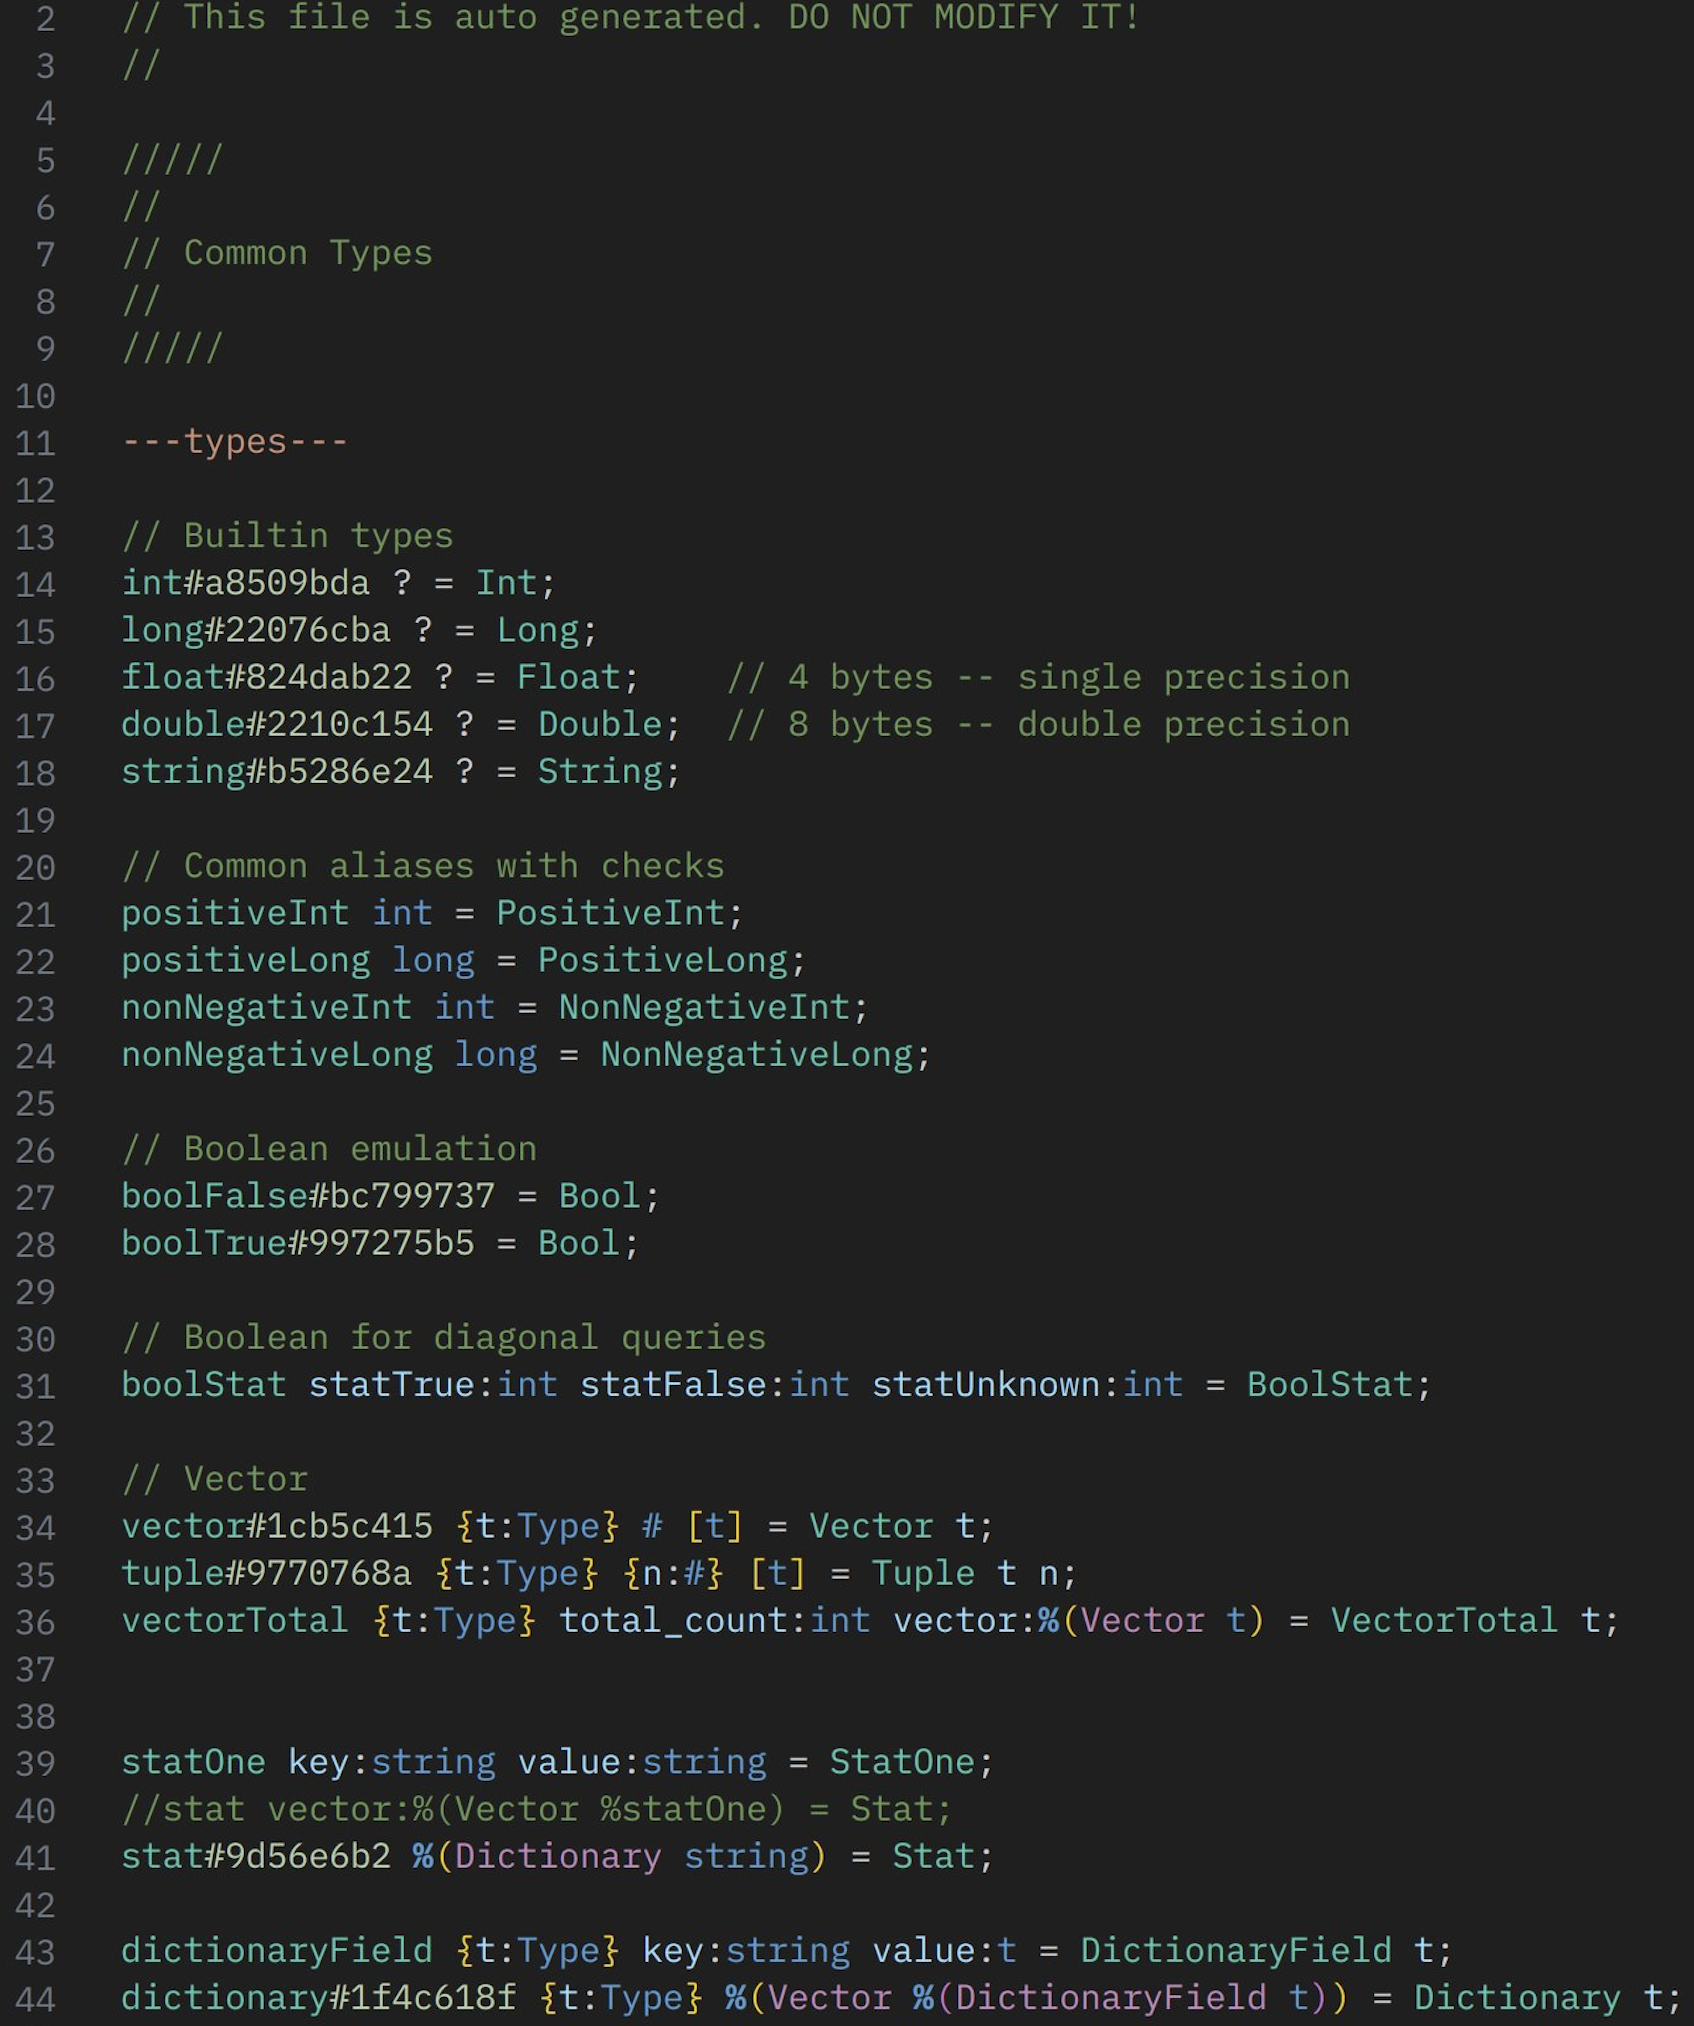 2 // This file is auto generated. DO NOT MODIFY IT!
3 //
4
5 /////
6 //
7 // Common Types
8 //
9 /////
10
11 ---types---
12
13 // Builtin types
14 int#a8509bda ? = Int;
15 long#22076cba ? = Long;
16 float#824dab22 ? = Float;    // 4 bytes -- single precision
17 double#2210c154 ? = Double;  // 8 bytes -- double precision
18 string#b5286e24 ? = String;
19
20 // Common aliases with checks
21 positiveInt int = PositiveInt;
22 positiveLong long = PositiveLong;
23 nonNegativeInt int = NonNegativeInt;
24 nonNegativeLong long = NonNegativeLong;
25
26 // Boolean emulation
27 boolFalse#bc799737 = Bool;
28 boolTrue#997275b5 = Bool;
29
30 // Boolean for diagonal queries
31 boolStat statTrue:int statFalse:int statUnknown:int = BoolStat;
32
33 // Vector
34 vector#1cb5c415 {t:Type} # [t] = Vector t;
35 tuple#9770768a {t:Type} {n:#} [t] = Tuple t n;
36 vectorTotal {t:Type} total_count:int vector:%(Vector t) = VectorTotal t;
37
38
39 statOne key:string value:string = StatOne;
40 //stat vector:%(Vector %statOne) = Stat;
41 stat#9d56e6b2 %(Dictionary string) = Stat;
42
43 dictionaryField {t:Type} key:string value:t = DictionaryField t;
44 dictionary#1f4c618f {t:Type} %(Vector %(DictionaryField t)) = Dictionary t;